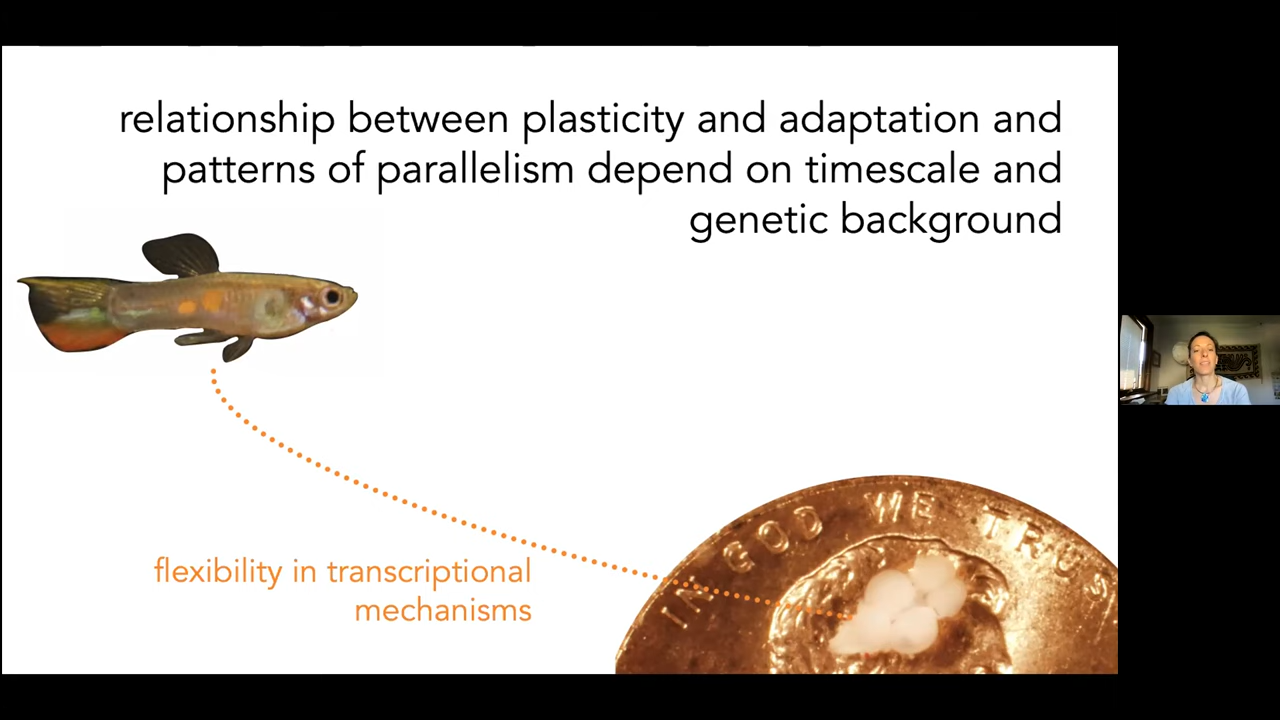 relationship between plasticity and adaptation and
patterns of parallelism depend on timescale and
genetic background
flexibility in transcriptional
mechanisms
IN GOD WE TRUS